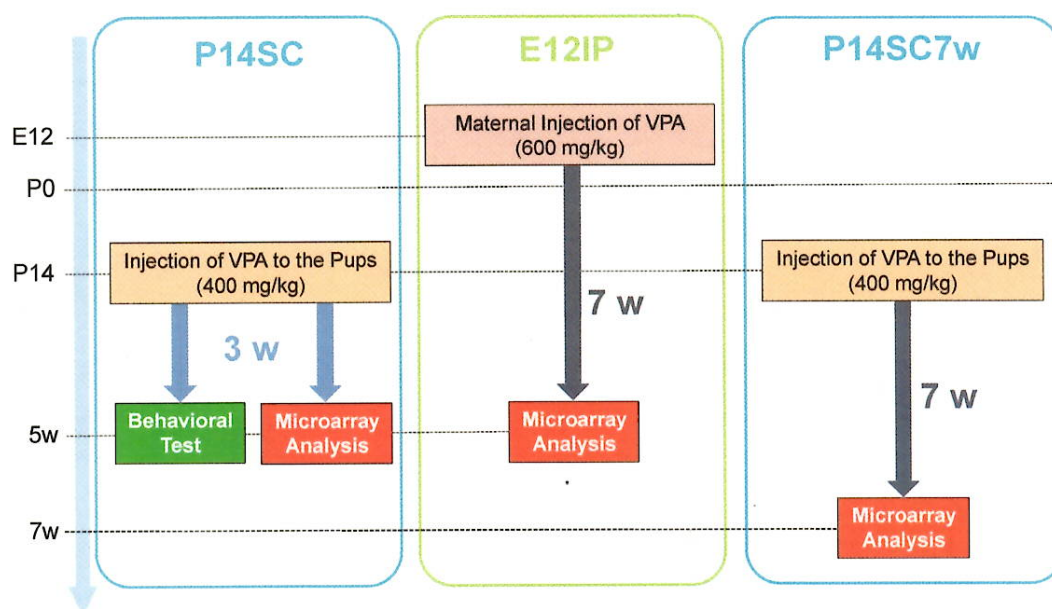 P14SC
E12IP
P14SC7w
E12
Maternal Injection of VPA
(600 mg/kg)
P0
P14
Injection of VPA to the Pups
(400 mg/kg)
Injection of VPA to the Pups
(400 mg/kg)
3 w
7 w
7 w
5w
Behavioral
Test
Microarray
Analysis
Microarray
Analysis
7w
Microarray
Analysis